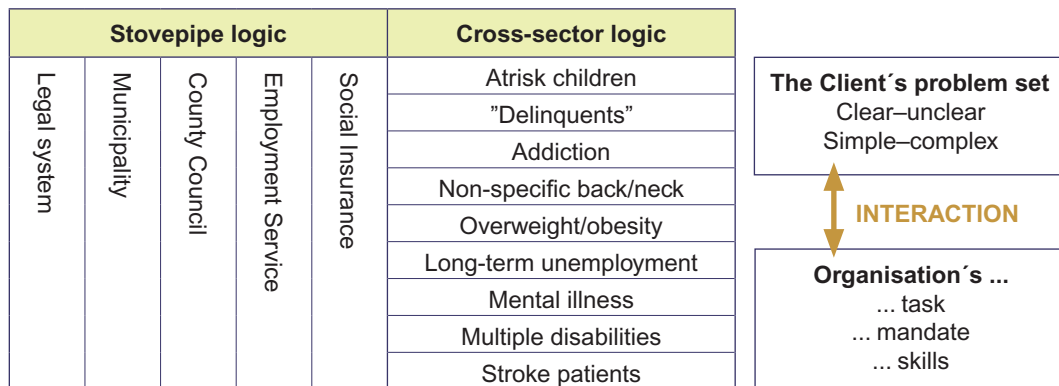 Stovepipe logic
Cross-sector logic
Legal system
Municipality
County Council
Employment Service
Social Insurance
Atrisk children
”Delinquents”
Addiction
Non-specific back/neck
Overweight/obesity
Long-term unemployment
Mental illness
Multiple disabilities
Stroke patients
The Client´s problem set
Clear–unclear
Simple–complex
INTERACTION
Organisation´s ...
... task
... mandate
... skills